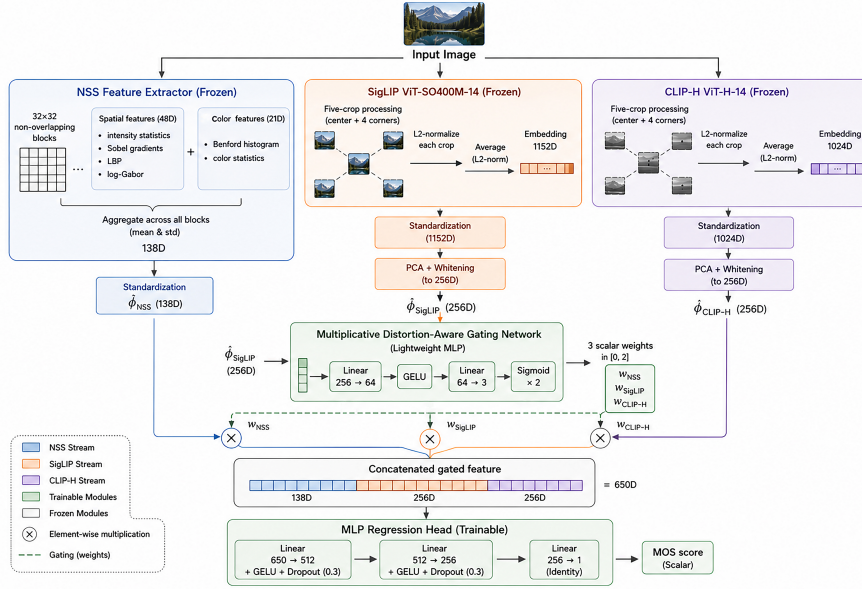 Input Image
NSS Feature Extractor (Frozen)
32×32
non-overlapping
blocks
...
Spatial features (48D)
• intensity statistics
• Sobel gradients
• LBP
• log-Gabor
+
Color features (21D)
• Benford histogram
• color statistics
Aggregate across all blocks
(mean & std)
138D
Standardization
ϕ̂NSS (138D)
SigLIP ViT-SO400M-14 (Frozen)
Five-crop processing
(center + 4 corners)
L2-normalize
each crop
Average
(L2-norm)
Embedding
1152D
...
Standardization
(1152D)
PCA + Whitening
(to 256D)
ϕ̂SigLIP (256D)
CLIP-H ViT-H-14 (Frozen)
Five-crop processing
(center + 4 corners)
L2-normalize
each crop
Average
(L2-norm)
Embedding
1024D
...
Standardization
(1024D)
PCA + Whitening
(to 256D)
ϕ̂CLIP-H (256D)
Multiplicative Distortion-Aware Gating Network
(Lightweight MLP)
ϕ̂SigLIP
(256D)
Linear
256 → 64
GELU
Linear
64 → 3
Sigmoid
× 2
3 scalar weights
in [0, 2]
wNSS
wSigLIP
wCLIP-H
wNSS
wSigLIP
wCLIP-H
Concatenated gated feature
138D
256D
256D
= 650D
MLP Regression Head (Trainable)
Linear
650 → 512
+ GELU + Dropout (0.3)
Linear
512 → 256
+ GELU + Dropout (0.3)
Linear
256 → 1
(Identity)
MOS score
(Scalar)
NSS Stream
SigLIP Stream
CLIP-H Stream
Trainable Modules
Frozen Modules
Element-wise multiplication
Gating (weights)